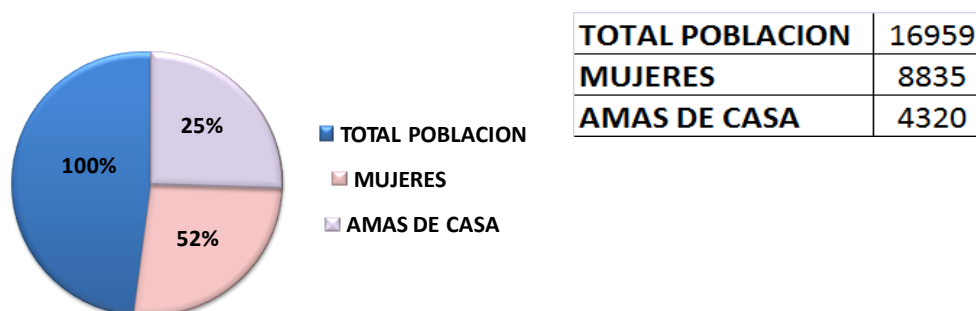 TOTAL POBLACION 16959
MUJERES 8835
AMAS DE CASA 4320
25%
100%
52%
TOTAL POBLACION
MUJERES
AMAS DE CASA